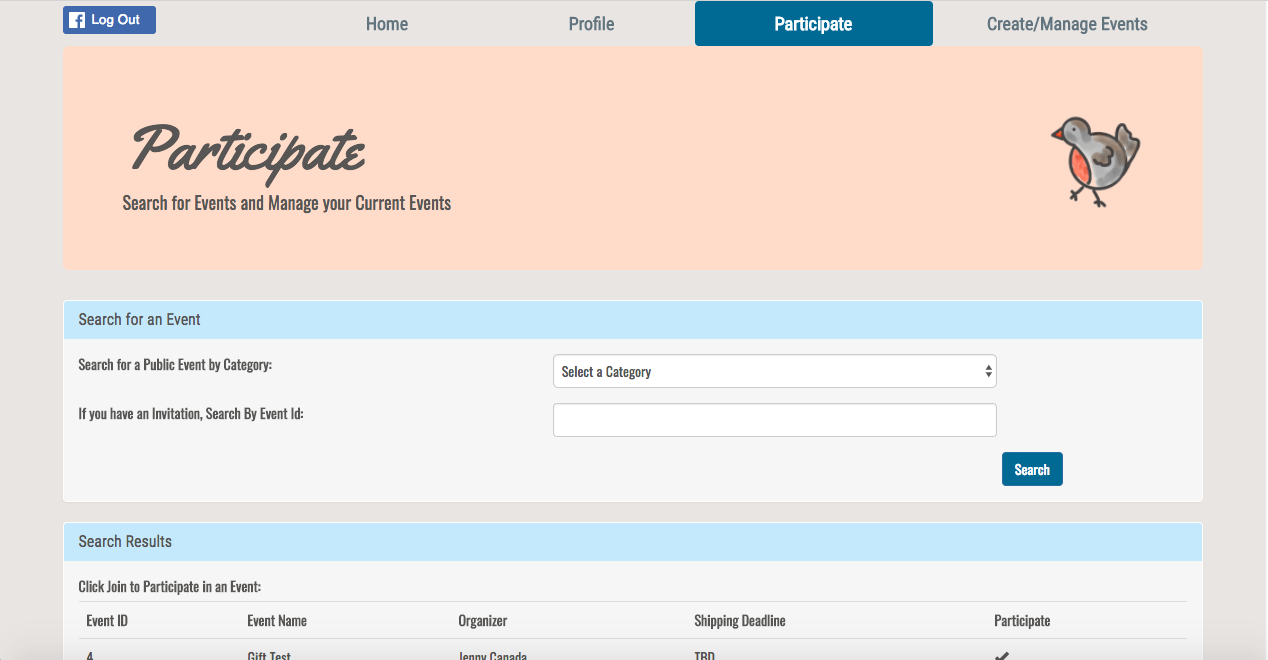 Log Out
Home
Profile
Participate
Create/Manage Events
Participate
Search for Events and Manage your Current Events
Search for an Event
Search for a Public Event by Category:
Select a Category
If you have an Invitation, Search By Event Id:
Search
Search Results
Click Join to Participate in an Event:
Event ID Event Name Organizer Shipping Deadline Participate
4 Gift Test Jenny Canada TBD